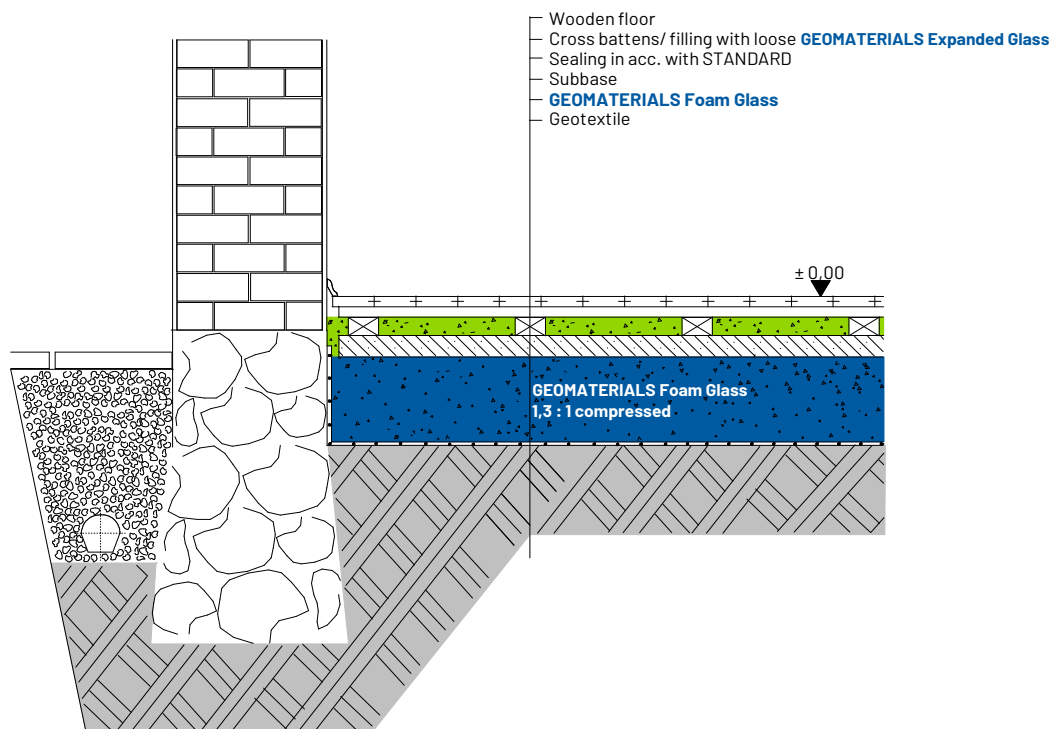 Wooden floor
Cross battens/ filling with loose GEOMATERIALS Expanded Glass
Sealing in acc. with STANDARD
Subbase
GEOMATERIALS Foam Glass
Geotextile
± 0,00
GEOMATERIALS Foam Glass
1,3 : 1 compressed